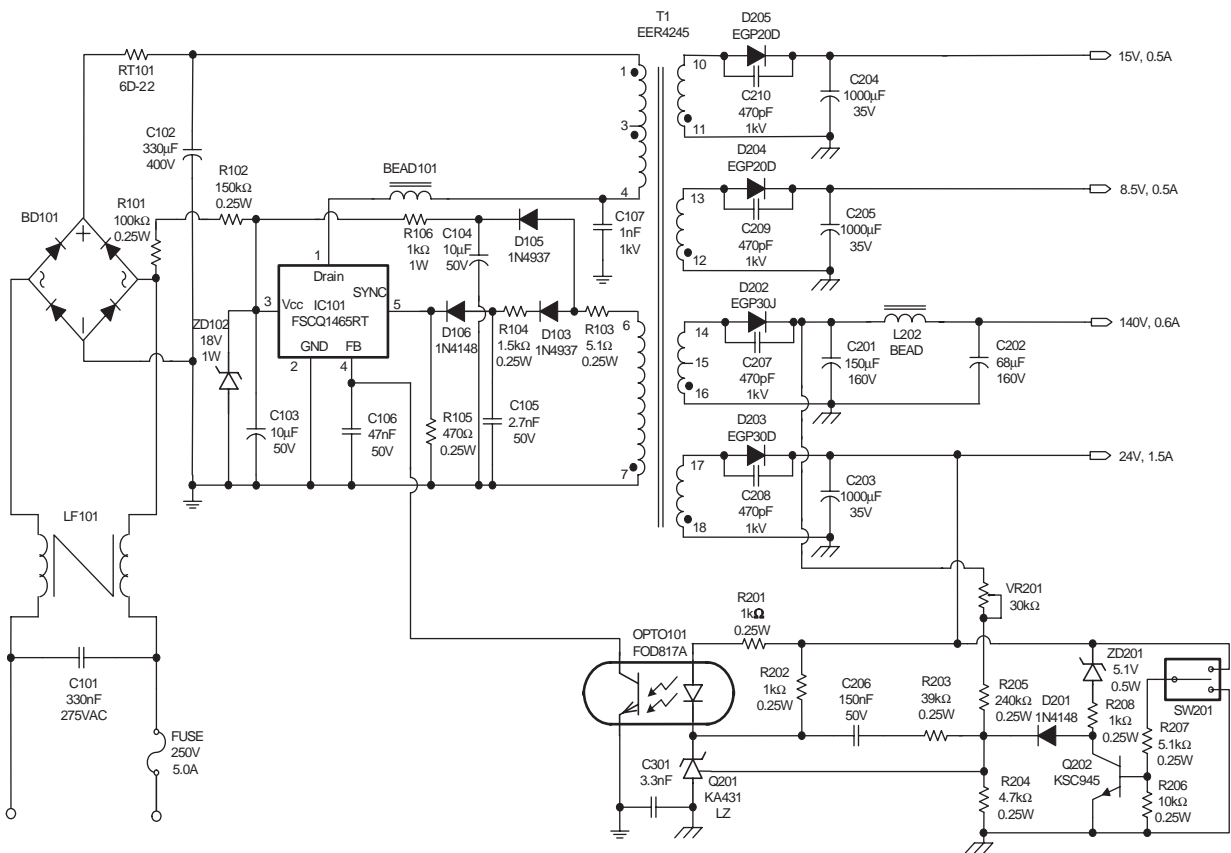 T1
EER4245
D205
EGP20D
RT101
6D-22
1
3
4
10
11
C210
470pF
1kV
C204
1000µF
35V
15V, 0.5A
C102
330µF
400V
D204
EGP20D
R102
150kΩ
0.25W
BEAD101
13
12
C209
470pF
1kV
C205
1000µF
35V
8.5V, 0.5A
BD101
R101
100kΩ
0.25W
R106
1kΩ
1W
C104
10µF
50V
D105
1N4937
C107
1nF
1kV
1
Drain
SYNC
3
Vcc
IC101
FSCQ1465RT
5
GND
FB
2
4
D106
1N4148
R104
1.5kΩ
0.25W
D103
1N4937
R103
5.1Ω
0.25W
6
7
D202
EGP30J
14
15
16
C207
470pF
1kV
C201
150µF
160V
L202
BEAD
C202
68µF
160V
140V, 0.6A
ZD102
18V
1W
C103
10µF
50V
C106
47nF
50V
R105
470Ω
0.25W
C105
2.7nF
50V
D203
EGP30D
17
18
C208
470pF
1kV
C203
1000µF
35V
24V, 1.5A
LF101
C101
330nF
275VAC
FUSE
250V
5.0A
VR201
30kΩ
R201
1kΩ
0.25W
OPTO101
FOD817A
R202
1kΩ
0.25W
C206
150nF
50V
R203
39kΩ
0.25W
R205
240kΩ
0.25W
D201
1N4148
ZD201
5.1V
0.5W
R208
1kΩ
0.25W
SW201
R207
5.1kΩ
0.25W
C301
3.3nF
Q201
KA431
LZ
R204
4.7kΩ
0.25W
Q202
KSC945
R206
10kΩ
0.25W